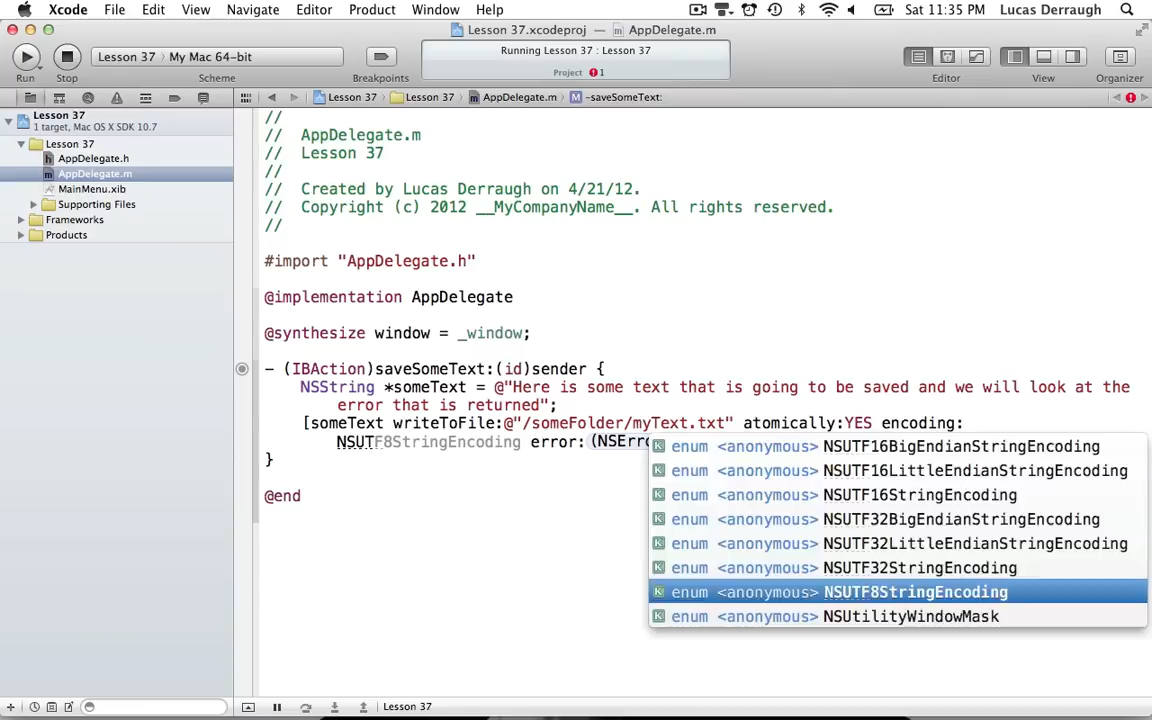 Xcode File Edit View Navigate Editor Product Window Help Sat 11:35 PM Lucas Derraugh
Lesson 37.xcodeproj — AppDelegate.m
Lesson 37 My Mac 64-bit
Running Lesson 37 : Lesson 37
Project 1
Run Stop Scheme Breakpoints Editor View Organizer
Lesson 37 Lesson 37 AppDelegate.m M -saveSomeText:
Lesson 37
1 target, Mac OS X SDK 10.7
Lesson 37
h AppDelegate.h
m AppDelegate.m
MainMenu.xib
Supporting Files
Frameworks
Products
//
// AppDelegate.m
// Lesson 37
//
// Created by Lucas Derraugh on 4/21/12.
// Copyright (c) 2012 __MyCompanyName__. All rights reserved.
//
#import "AppDelegate.h"
@implementation AppDelegate
@synthesize window = _window;
- (IBAction)saveSomeText:(id)sender {
NSString *someText = @"Here is some text that is going to be saved and we will look at the
error that is returned";
[someText writeToFile:@"/someFolder/myText.txt" atomically:YES encoding:
NSUTF8StringEncoding error:(NSErro
}
@end
K enum <anonymous> NSUTF16BigEndianStringEncoding
K enum <anonymous> NSUTF16LittleEndianStringEncoding
K enum <anonymous> NSUTF16StringEncoding
K enum <anonymous> NSUTF32BigEndianStringEncoding
K enum <anonymous> NSUTF32LittleEndianStringEncoding
K enum <anonymous> NSUTF32StringEncoding
K enum <anonymous> NSUTF8StringEncoding
K enum <anonymous> NSUtilityWindowMask
Lesson 37